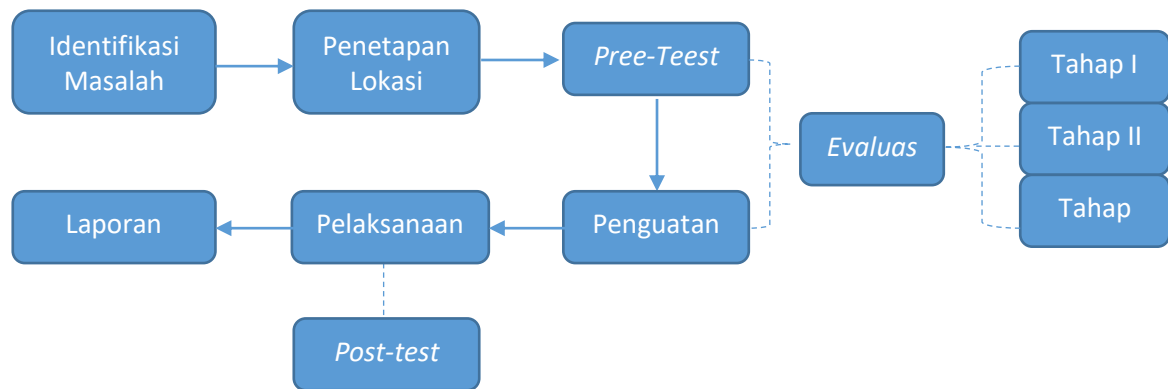 Identifikasi
Masalah
Penetapan
Lokasi
Pree-Teest
Evaluas
Tahap I
Tahap II
Tahap
Laporan
Pelaksanaan
Penguatan
Post-test